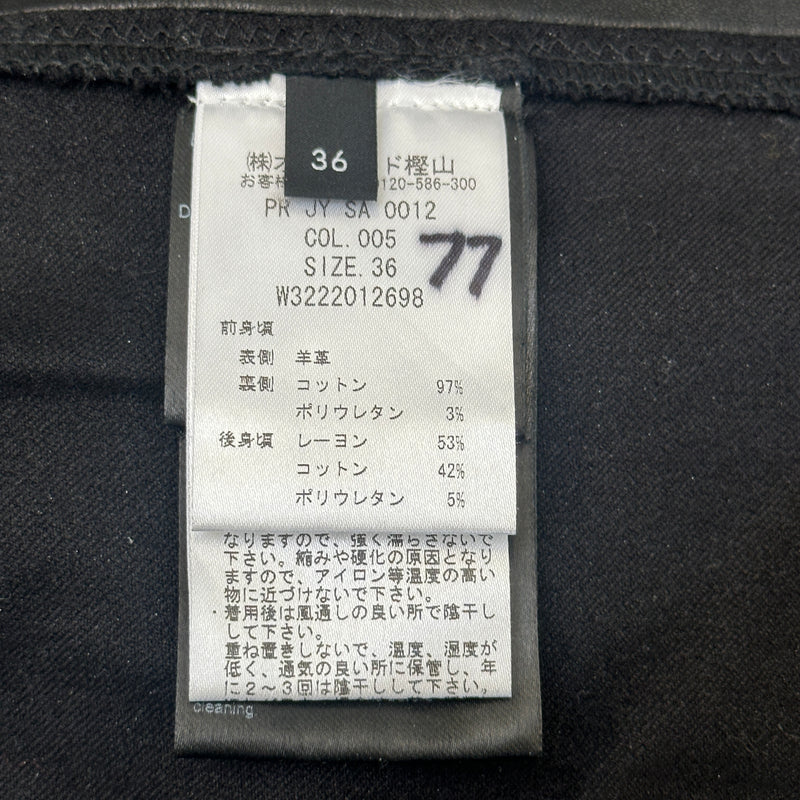 36
(株)オ ド樫山
お客様 0120-586-300
PR JY SA 0012
COL.005
77
SIZE.36
W3222012698
前身頃
表側 羊革
裏側 コットン 97%
ポリウレタン 3%
後身頃 レーヨン 53%
コットン 42%
ポリウレタン 5%
なりますので、強く濡らさないで
下さい。縮みや硬化の原因となり
ますので、アイロン等温度の高い
物に近づけないで下さい。
・着用後は風通しの良い所で陰干し
して下さい。
重ね置きしないで、温度、湿度が
低く、通気の良い所に保管し、年
に2〜3回は陰干しして下さい。
cleaning
D